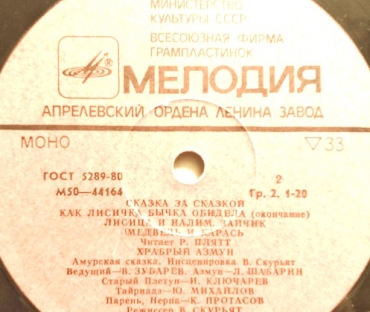 МИНИСТЕРСТВО
КУЛЬТУРЫ СССР
ВСЕСОЮЗНАЯ ФИРМА
ГРАМПЛАСТИНОК
МЕЛОДИЯ
АПРЕЛЕВСКИЙ ОРДЕНА ЛЕНИНА ЗАВОД
МОНО
▽33
ГОСТ 5289-80
2
М50—44164
Гр. 2. 1-20
СКАЗКА ЗА СКАЗКОЙ
КАК ЛИСИЧКА БЫЧКА ОБИДЕЛА (окончание)
ЛИСИЦА И НАЛИМ. ЗАЙЧИК
МЕДВЕДЬ И КАРАСЬ
Читает Р. ПЛЯТТ
ХРАБРЫЙ АЗМУН
Амурская сказка. Инсценировка В. Скурьят
Ведущий—В. ЗУБАРЕВ. Азмун—Л. ШАБАРИН
Старый Плетун—И. КЛЮЧАРЕВ
Тайрнадз—Ю. МИХАЙЛОВ
Парень, Нерпа—К. ПРОТАСОВ
Режиссер В. СКУРЬЯТ